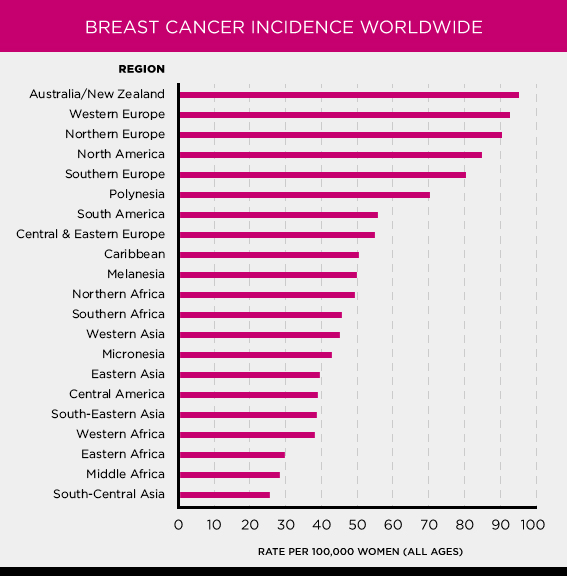 BREAST CANCER INCIDENCE WORLDWIDE
REGION
Australia/New Zealand
Western Europe
Northern Europe
North America
Southern Europe
Polynesia
South America
Central & Eastern Europe
Caribbean
Melanesia
Northern Africa
Southern Africa
Western Asia
Micronesia
Eastern Asia
Central America
South-Eastern Asia
Western Africa
Eastern Africa
Middle Africa
South-Central Asia
0 10 20 30 40 50 60 70 80 90 100
RATE PER 100,000 WOMEN (ALL AGES)